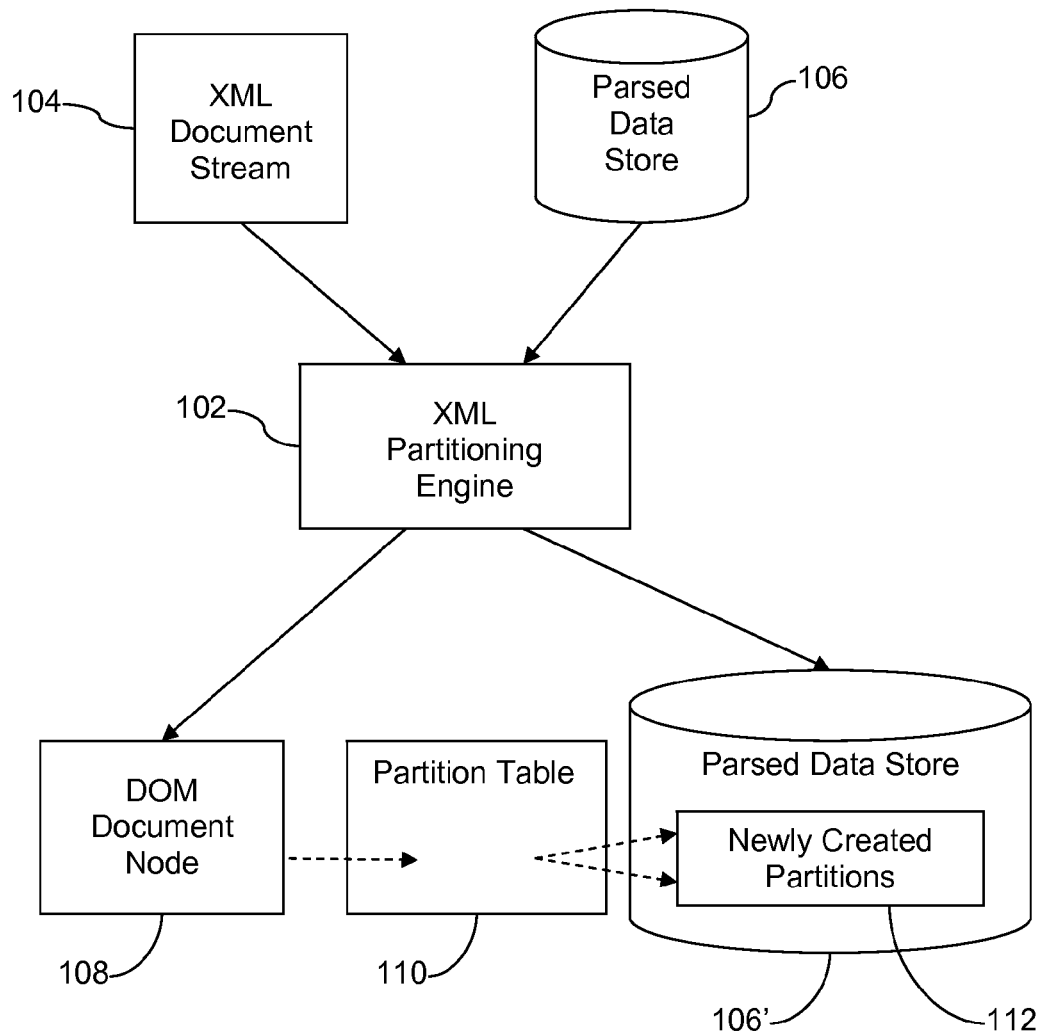 104
XML
Document
Stream
Parsed
Data
Store
106
102
XML
Partitioning
Engine
DOM
Document
Node
Partition Table
Parsed Data Store
Newly Created
Partitions
108
110
106’
112